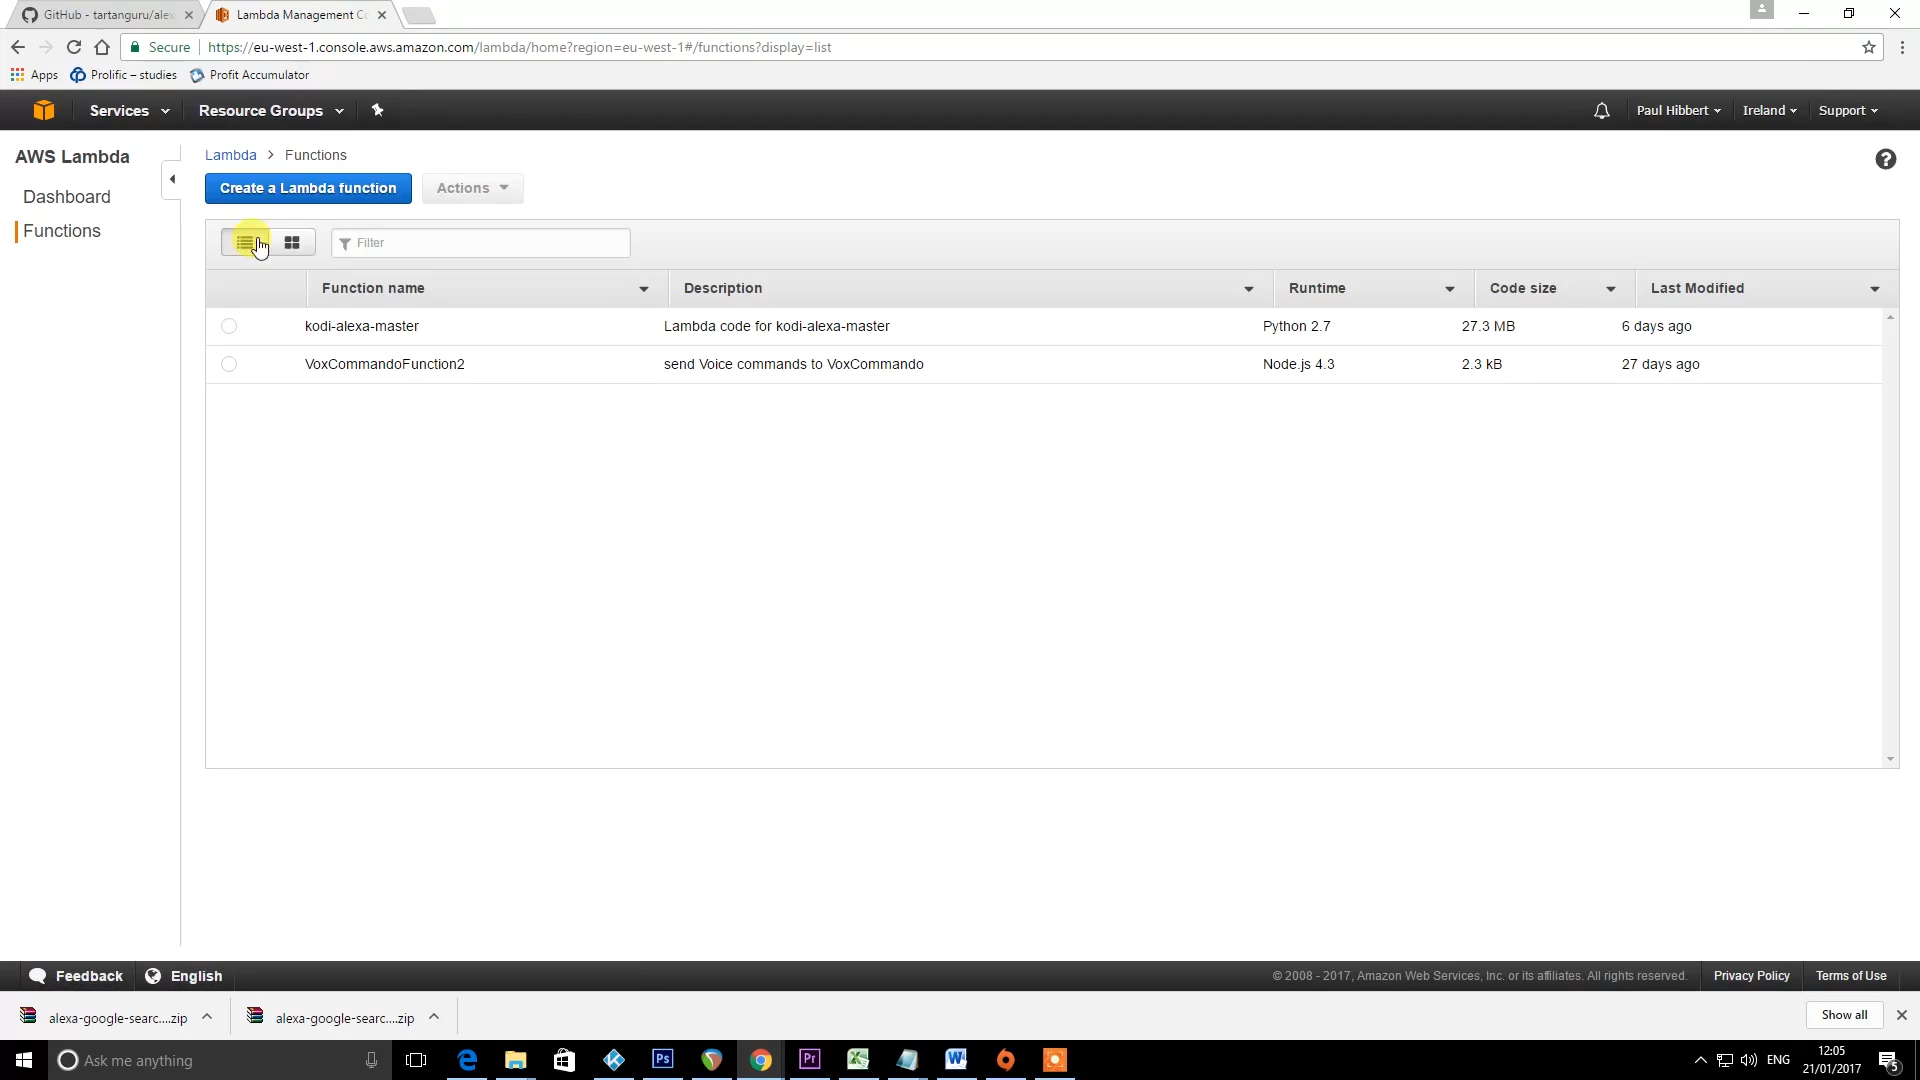 GitHub - tartanguru/alex
Lambda Management Co
Secure
https://eu-west-1.console.aws.amazon.com/lambda/home?region=eu-west-1#/functions?display=list
Apps
Prolific – studies
Profit Accumulator
Services
Resource Groups
Paul Hibbert
Ireland
Support
AWS Lambda
Dashboard
Functions
Lambda > Functions
Create a Lambda function
Actions
Filter
Function name
Description
Runtime
Code size
Last Modified
kodi-alexa-master
Lambda code for kodi-alexa-master
Python 2.7
27.3 MB
6 days ago
VoxCommandoFunction2
send Voice commands to VoxCommando
Node.js 4.3
2.3 kB
27 days ago
Feedback
English
© 2008 - 2017, Amazon Web Services, Inc. or its affiliates. All rights reserved.
Privacy Policy
Terms of Use
alexa-google-searc....zip
alexa-google-searc....zip
Show all
Ask me anything
Ps
Pr
ENG
12:05
21/01/2017
5